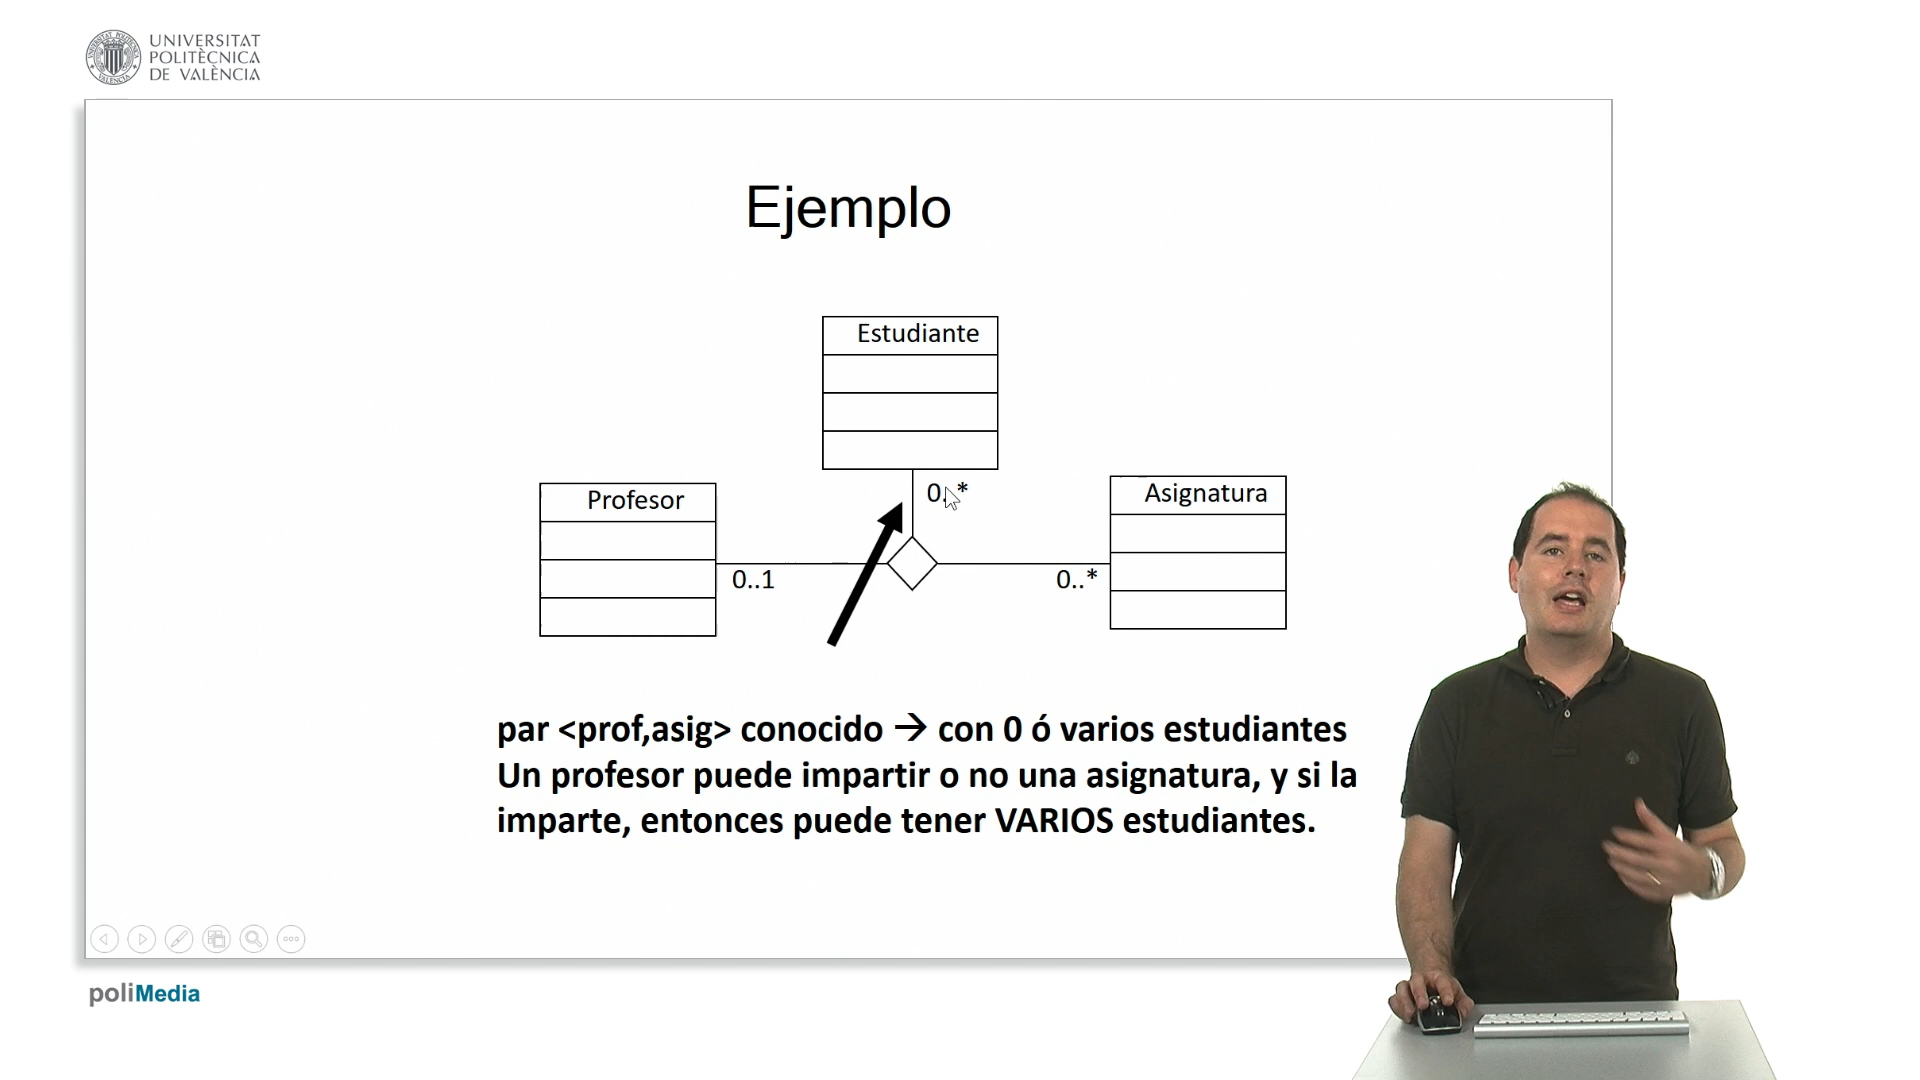 UNIVERSITAT
POLITÈCNICA
DE VALÈNCIA
Ejemplo
Estudiante
0..*
Profesor
Asignatura
0..1
0..*
par <prof,asig> conocido → con 0 ó varios estudiantes
Un profesor puede impartir o no una asignatura, y si la
imparte, entonces puede tener VARIOS estudiantes.
poliMedia